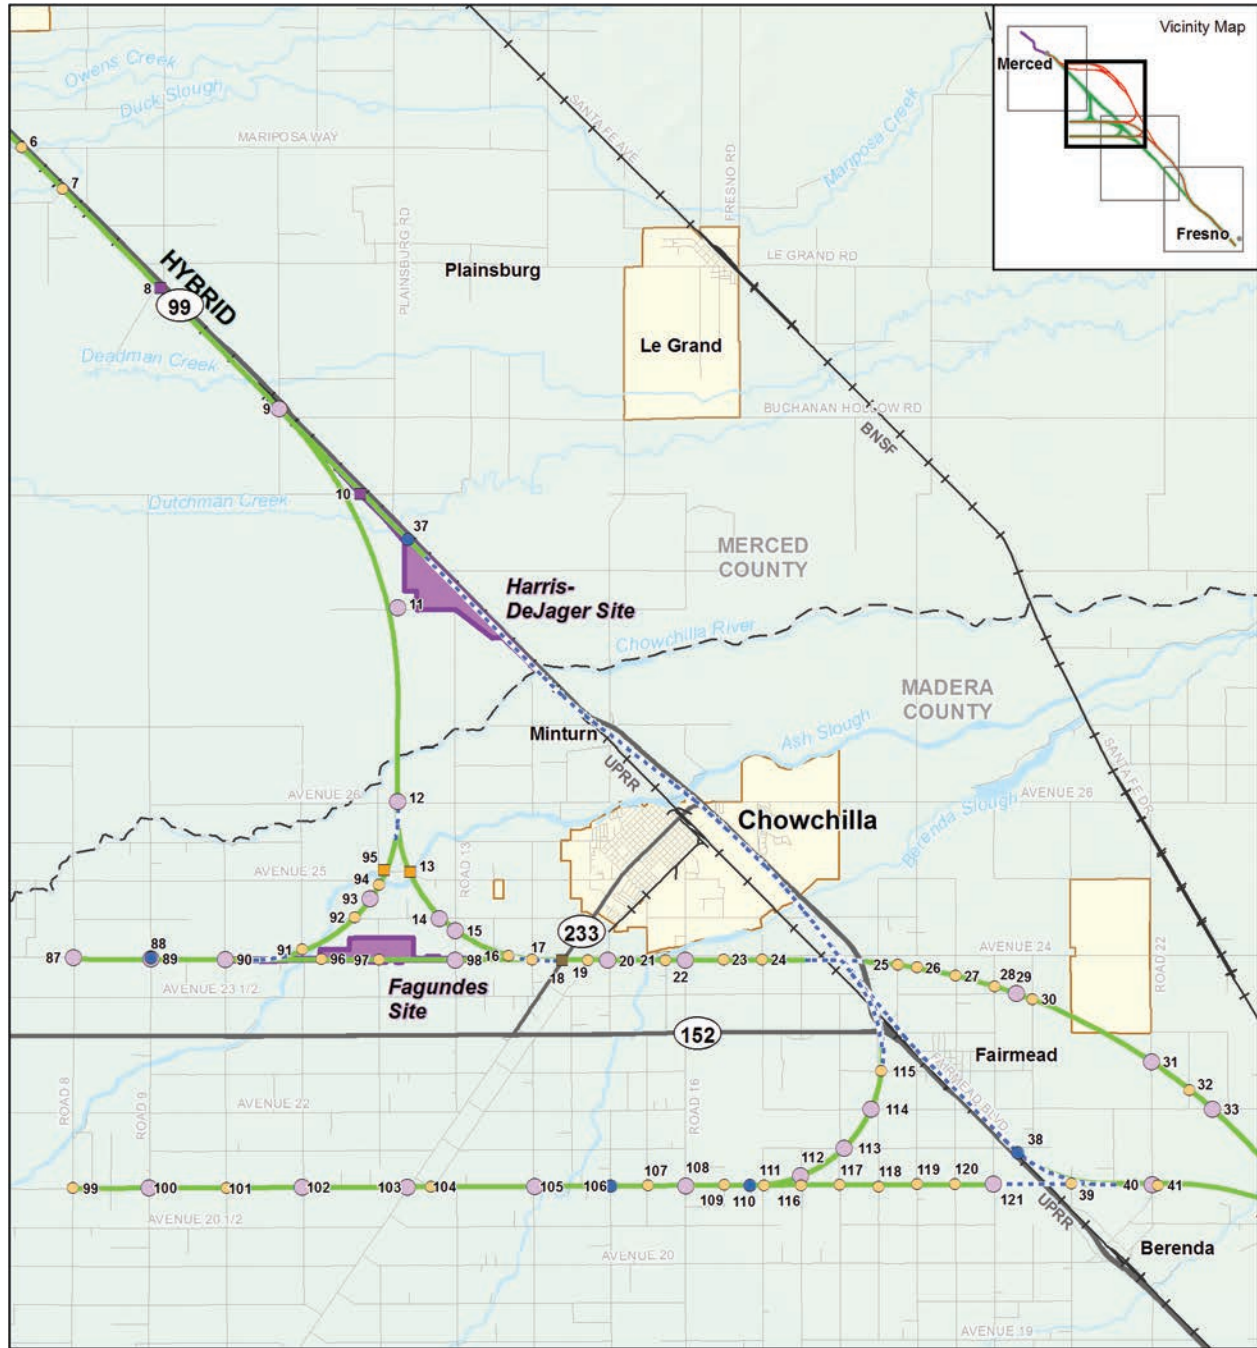 Vicinity Map
Merced
Fresno
Owens Creek
Duck Slough
MARIPOSA WAY
SANTA FE AVE
FRESNO RD
Mariposa Creek
6
7
PLAINSBURG RD
LE GRAND RD
Plainsburg
HYBRID
8
99
Le Grand
Deadman Creek
9
BUCHANAN HOLLOW RD
BNSF
Dutchman Creek
10
37
MERCED
COUNTY
Harris-
DeJager Site
11
Chowchilla River
MADERA
COUNTY
Minturn
Ash Slough
UPRR
SANTA FE DR
AVENUE 26
12
AVENUE 26
Chowchilla
Berenda Slough
95
13
AVENUE 25
94
ROAD 13
93
92
14
15
233
91
16
17
AVENUE 24
ROAD 22
87
88
89
90
96
97
98
18
19
20
21
22
23
24
25
26
27
28
29
30
AVENUE 23 1/2
Fagundes
Site
152
Fairmead
FAIRMEAD BLVD
31
32
33
115
114
113
ROAD 8
ROAD 9
AVENUE 22
ROAD 16
38
112
99
100
101
102
103
104
105
106
107
108
109
110
111
116
117
118
119
120
121
39
40
41
AVENUE 20 1/2
UPRR
AVENUE 20
Berenda
AVENUE 19